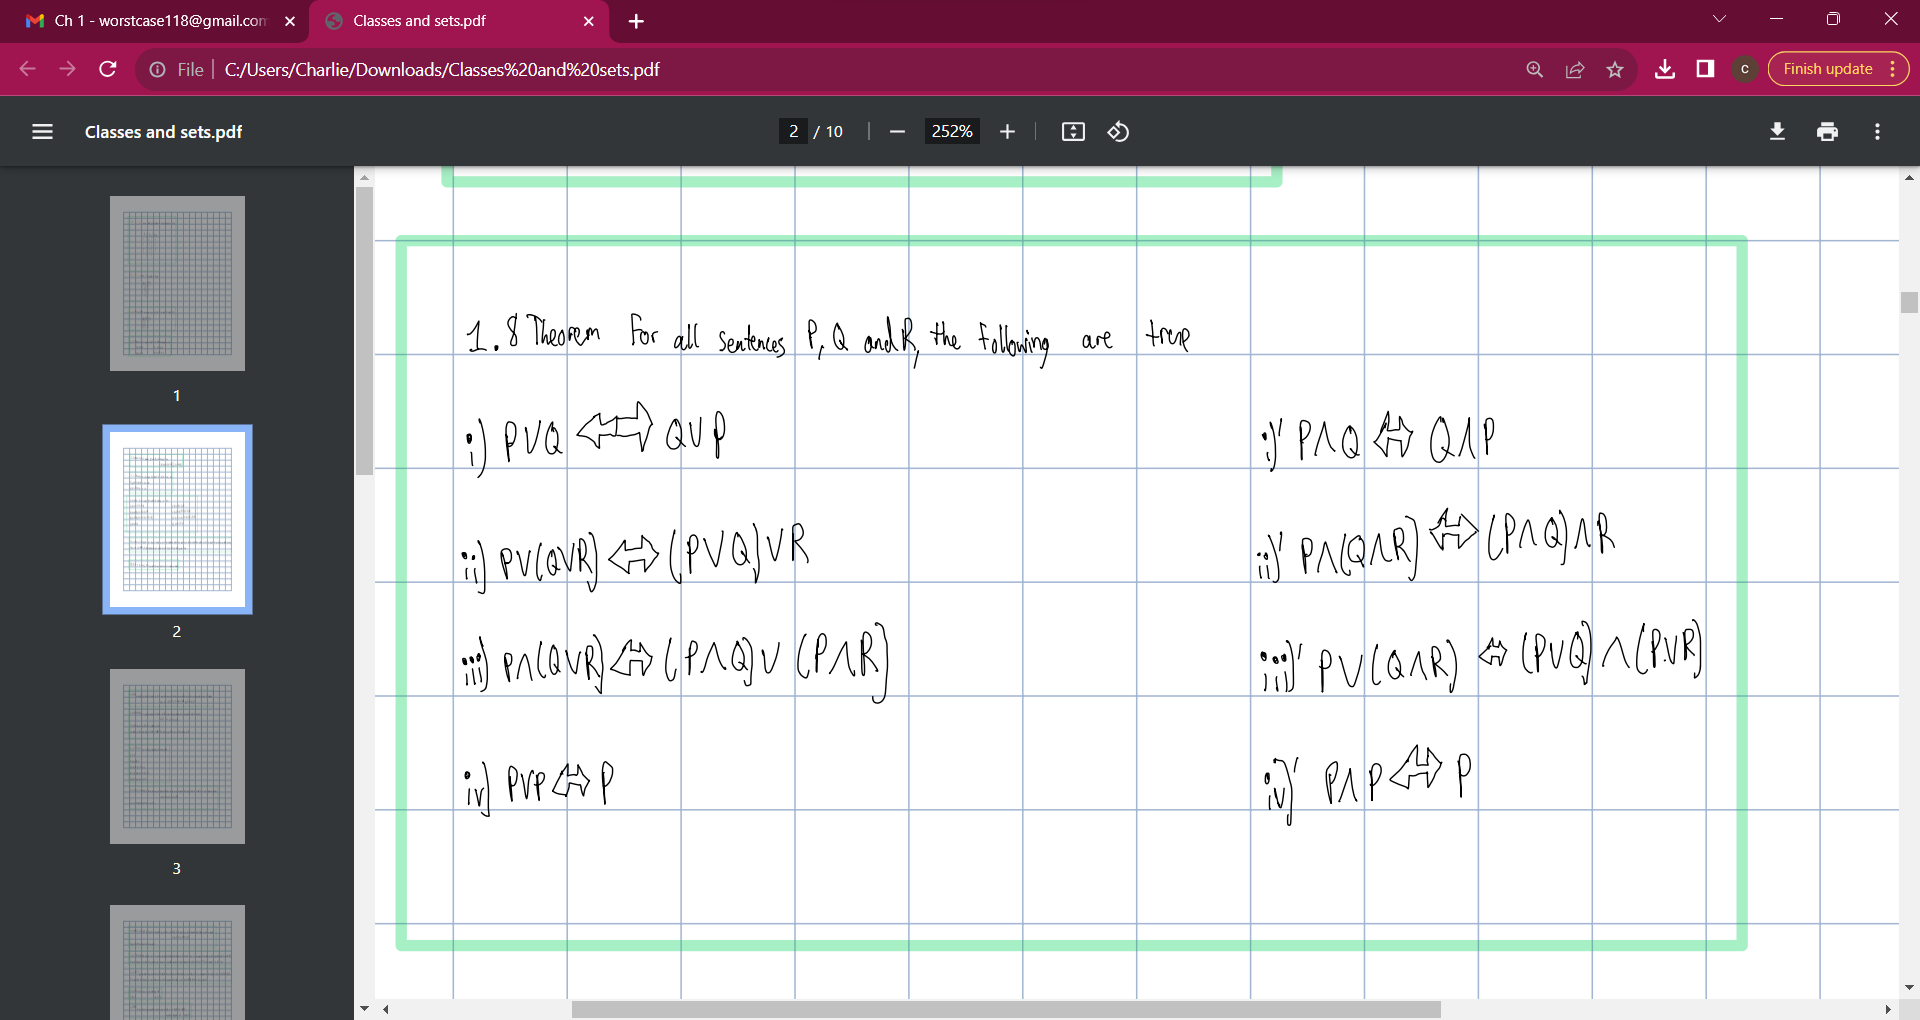 Ch 1 - worstcase118@gmail.com
Classes and sets.pdf
File
C:/Users/Charlie/Downloads/Classes%20and%20sets.pdf
C
Finish update
Classes and sets.pdf
2 / 10
252%
1
2
3
1.8 Theorem For all sentences P, Q and R, the following are true
i) P∨Q ⟺ Q∨P
i)' P∧Q ⟺ Q∧P
ii) P∨(Q∨R) ⟺ (P∨Q)∨R
ii)' P∧(Q∧R) ⟺ (P∧Q)∧R
iii) P∧(Q∨R) ⟺ (P∧Q)∨(P∧R)
iii)' P∨(Q∧R) ⟺ (P∨Q)∧(P∨R)
iv) P∨P ⟺ P
iv)' P∧P ⟺ P